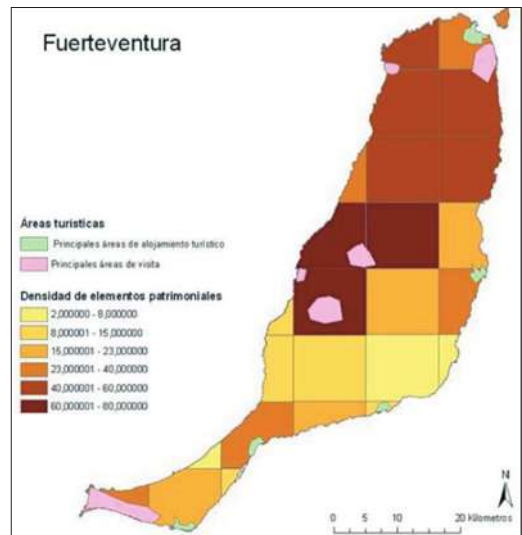 Fuerteventura
Áreas turísticas
Principales áreas de alojamiento turístico
Principales áreas de visita
Densidad de elementos patrimoniales
2,000000 - 8,000000
8,000001 - 15,000000
15,000001 - 23,000000
23,000001 - 40,000000
40,000001 - 60,000000
60,000001 - 80,000000
N
0 5 10 20 Kilometros